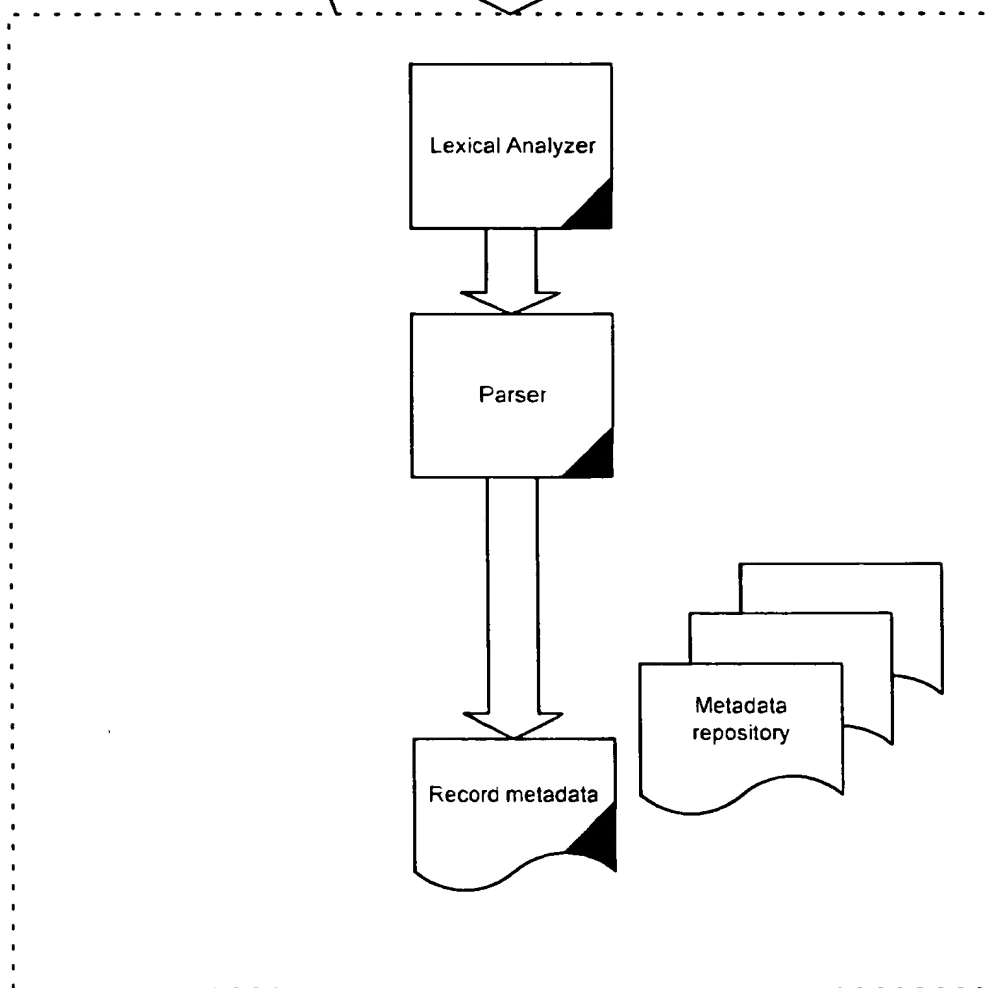 Lexical Analyzer
Parser
Metadata
repository
Record metadata